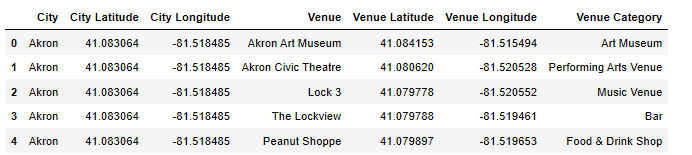 City City Latitude City Longitude Venue Venue Latitude Venue Longitude Venue Category
0 Akron 41.083064 -81.518485 Akron Art Museum 41.084153 -81.515494 Art Museum
1 Akron 41.083064 -81.518485 Akron Civic Theatre 41.080620 -81.520528 Performing Arts Venue
2 Akron 41.083064 -81.518485 Lock 3 41.079778 -81.520552 Music Venue
3 Akron 41.083064 -81.518485 The Lockview 41.079788 -81.519461 Bar
4 Akron 41.083064 -81.518485 Peanut Shoppe 41.079897 -81.519653 Food & Drink Shop